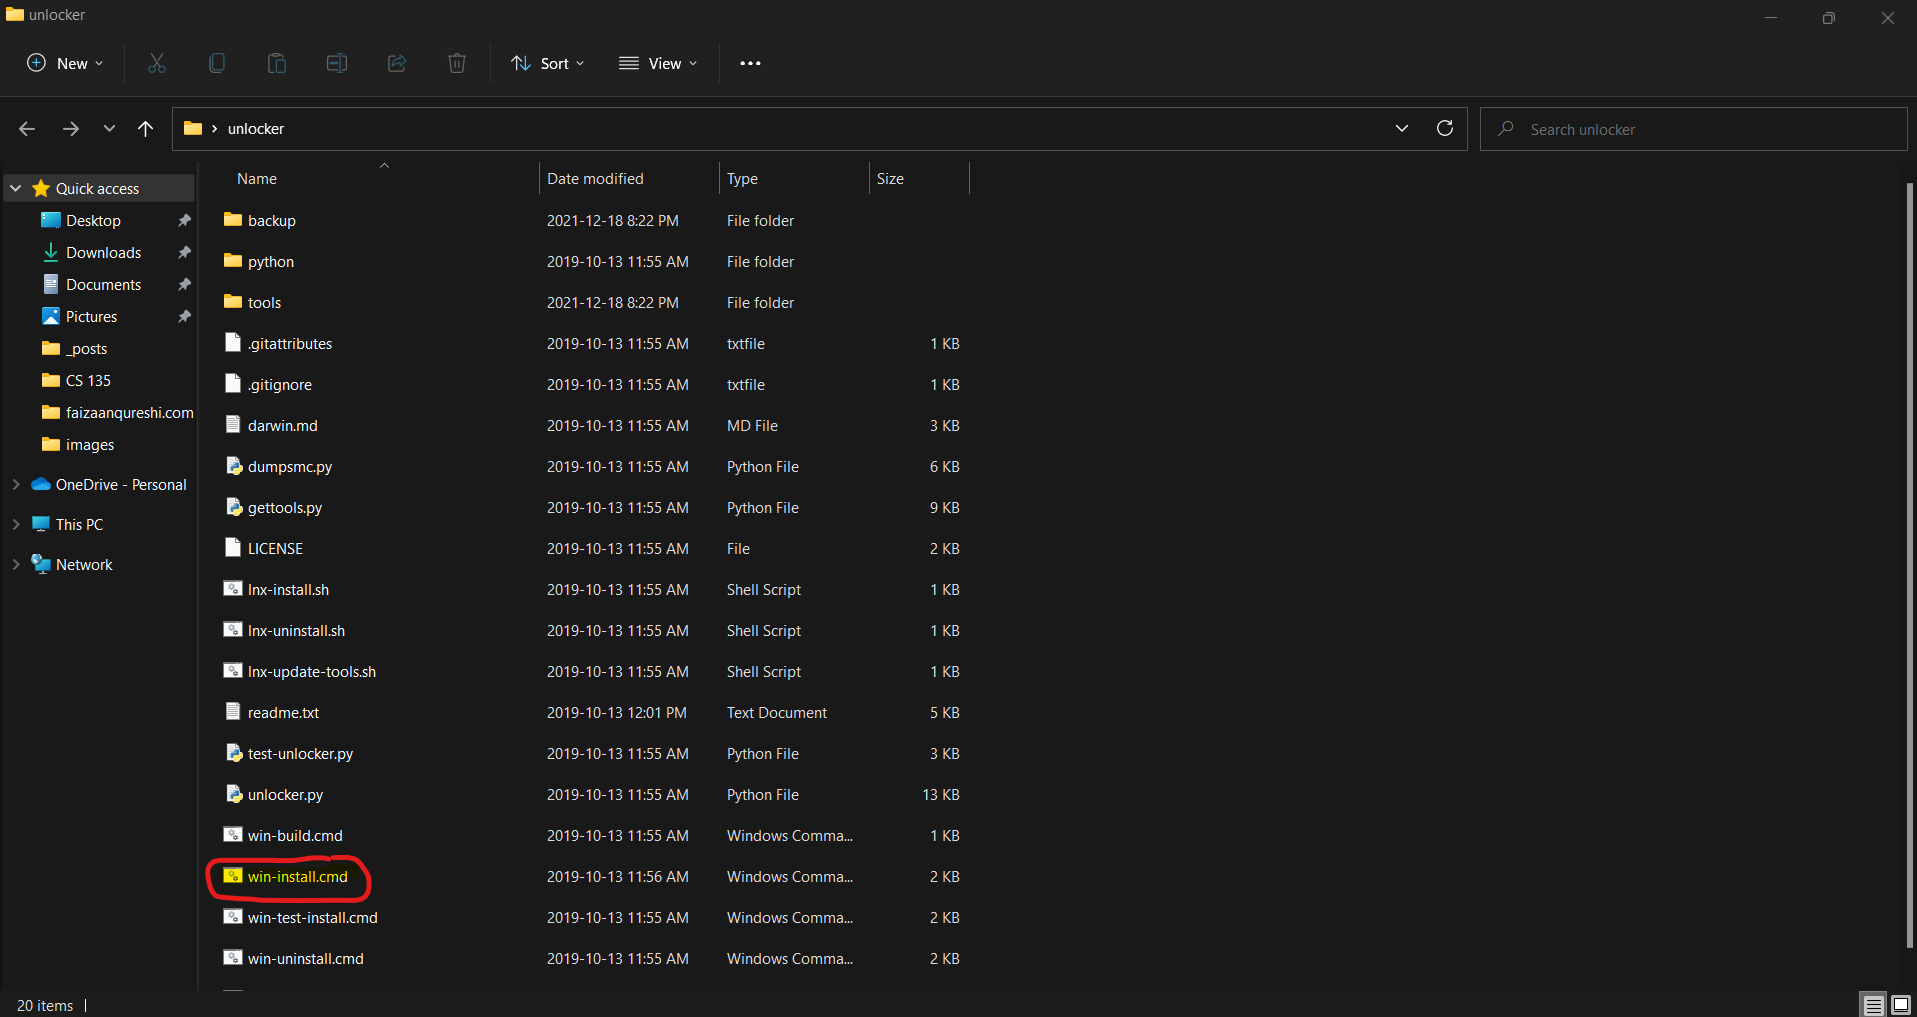 unlocker
New
Sort
View
unlocker
Search unlocker
Name Date modified Type Size
Quick access
Desktop
Downloads
Documents
Pictures
_posts
CS 135
faizaanqureshi.com
images
OneDrive - Personal
This PC
Network
backup 2021-12-18 8:22 PM File folder
python 2019-10-13 11:55 AM File folder
tools 2021-12-18 8:22 PM File folder
.gitattributes 2019-10-13 11:55 AM txtfile 1 KB
.gitignore 2019-10-13 11:55 AM txtfile 1 KB
darwin.md 2019-10-13 11:55 AM MD File 3 KB
dumpsmc.py 2019-10-13 11:55 AM Python File 6 KB
gettools.py 2019-10-13 11:55 AM Python File 9 KB
LICENSE 2019-10-13 11:55 AM File 2 KB
lnx-install.sh 2019-10-13 11:55 AM Shell Script 1 KB
lnx-uninstall.sh 2019-10-13 11:55 AM Shell Script 1 KB
lnx-update-tools.sh 2019-10-13 11:55 AM Shell Script 1 KB
readme.txt 2019-10-13 12:01 PM Text Document 5 KB
test-unlocker.py 2019-10-13 11:55 AM Python File 3 KB
unlocker.py 2019-10-13 11:55 AM Python File 13 KB
win-build.cmd 2019-10-13 11:55 AM Windows Comma... 1 KB
win-install.cmd 2019-10-13 11:56 AM Windows Comma... 2 KB
win-test-install.cmd 2019-10-13 11:55 AM Windows Comma... 2 KB
win-uninstall.cmd 2019-10-13 11:55 AM Windows Comma... 2 KB
20 items